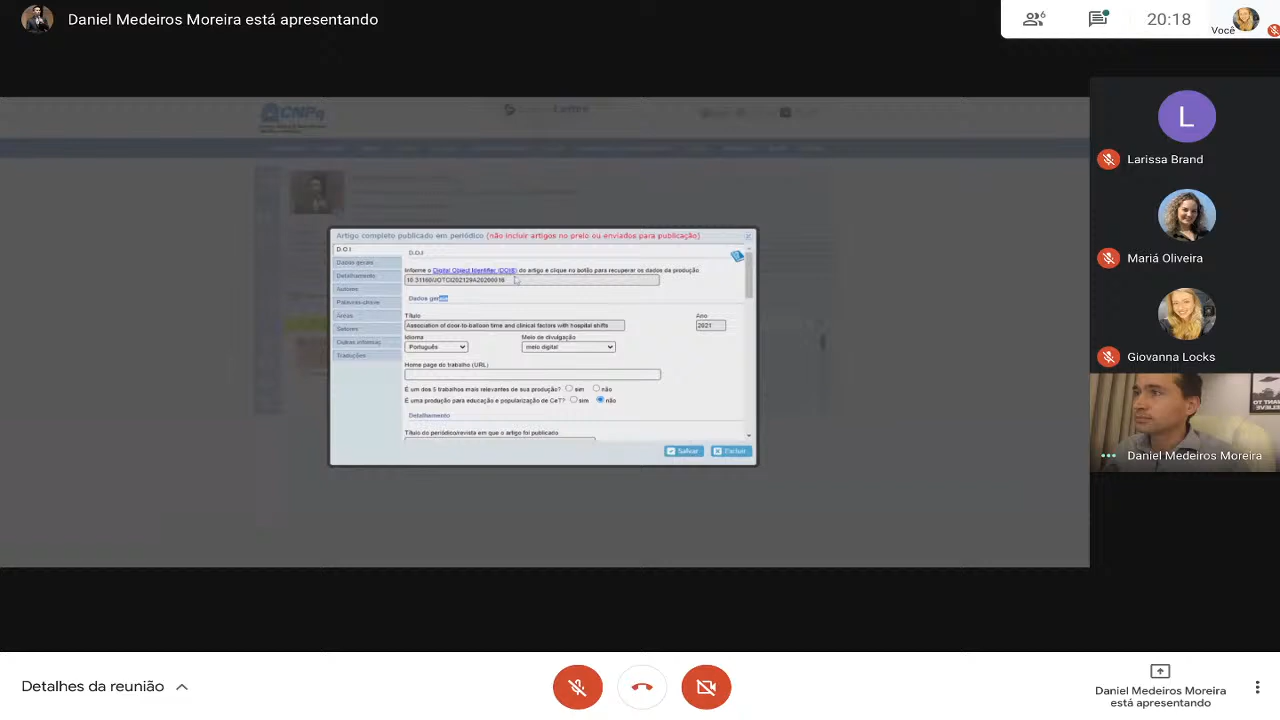 Daniel Medeiros Moreira está apresentando
6
20:18
Você
CNPq
Lattes
L
Larissa Brand
Mariá Oliveira
Giovanna Locks
Daniel Medeiros Moreira
Artigo completo publicado em periódico (não incluir artigos no prelo ou enviados para publicação)
D.O.I
Dados gerais
Detalhamento
Autores
Palavras-chave
Áreas
Setores
Outras informaç
Traduções
D.O.I
Informe o Digital Object Identifier (DOI) do artigo e clique no botão para recuperar os dados da produção.
Dados gerais
Título
Ano
Association of door-to-balloon time and clinical factors with hospital shifts
2021
Idioma
Meio de divulgação
Português
meio digital
Home page do trabalho (URL)
É um dos 5 trabalhos mais relevantes de sua produção? sim não
É uma produção para educação e popularização de C&T? sim não
Detalhamento
Título do periódico/revista em que o artigo foi publicado
Salvar
Excluir
Detalhes da reunião
Daniel Medeiros Moreira
está apresentando